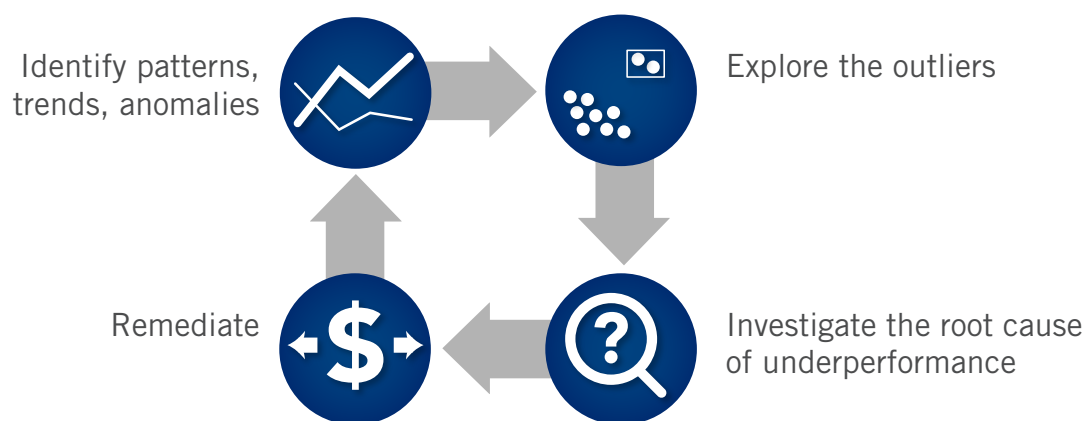 Identify patterns,
trends, anomalies
Explore the outliers
Remediate
$
?
Investigate the root cause
of underperformance